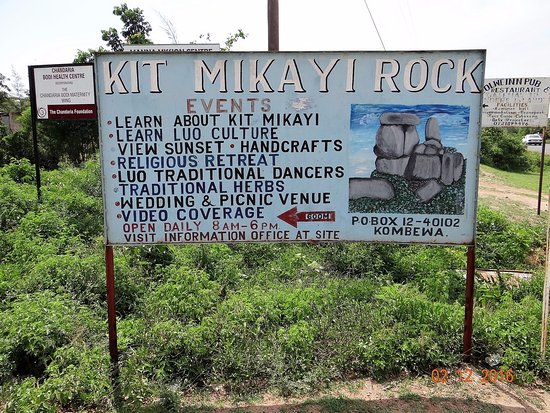 CHANDARIA
BODI HEALTH CENTRE
THE CHANDARIA BODI MATERNITY
WING
The Chandaria Foundation
CENTRE
KIT MIKAYI ROCK
EVENTS
• LEARN ABOUT KIT MIKAYI
• LEARN LUO CULTURE
• VIEW SUNSET • HANDCRAFTS
• RELIGIOUS RETREAT
• LUO TRADITIONAL DANCERS
• TRADITIONAL HERBS
• WEDDING & PICNIC VENUE
• VIDEO COVERAGE
600M
OPEN DAILY 8AM-6PM
VISIT INFORMATION OFFICE AT SITE
P.O.BOX 12-40102
KOMBEWA.
INN PUB
RESTAURANT
FACILITIES
02.12.2016